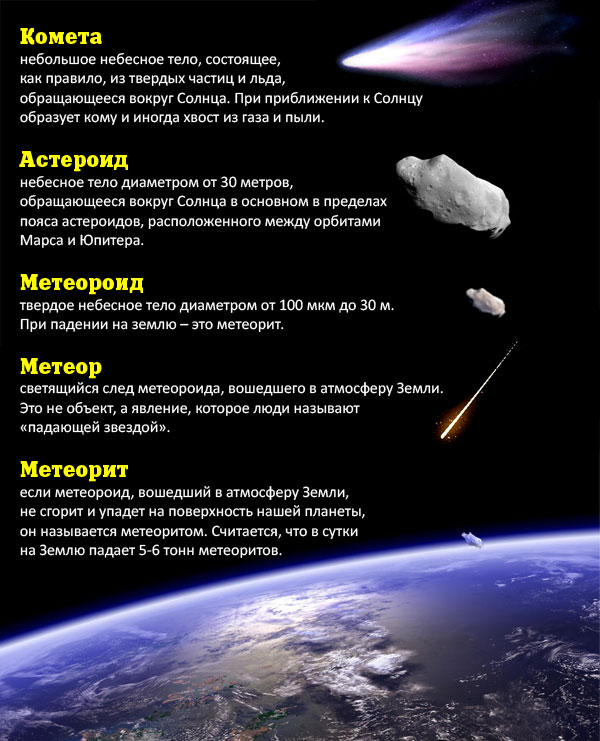 Комета
небольшое небесное тело, состоящее,
как правило, из твердых частиц и льда,
обращающееся вокруг Солнца. При приближении к Солнцу
образует кому и иногда хвост из газа и пыли.
Астероид
небесное тело диаметром от 30 метров,
обращающееся вокруг Солнца в основном в пределах
пояса астероидов, расположенного между орбитами
Марса и Юпитера.
Метеороид
твердое небесное тело диаметром от 100 мкм до 30 м.
При падении на землю – это метеорит.
Метеор
светящийся след метеороида, вошедшего в атмосферу Земли.
Это не объект, а явление, которое люди называют
«падающей звездой».
Метеорит
если метеороид, вошедший в атмосферу Земли,
не сгорит и упадет на поверхность нашей планеты,
он называется метеоритом. Считается, что в сутки
на Землю падает 5-6 тонн метеоритов.